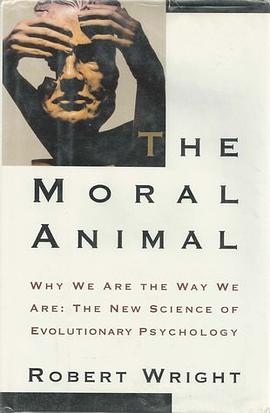 THE
MORAL
ANIMAL
WHY WE ARE THE WAY WE
ARE: THE NEW SCIENCE OF
EVOLUTIONARY PSYCHOLOGY
ROBERT WRIGHT